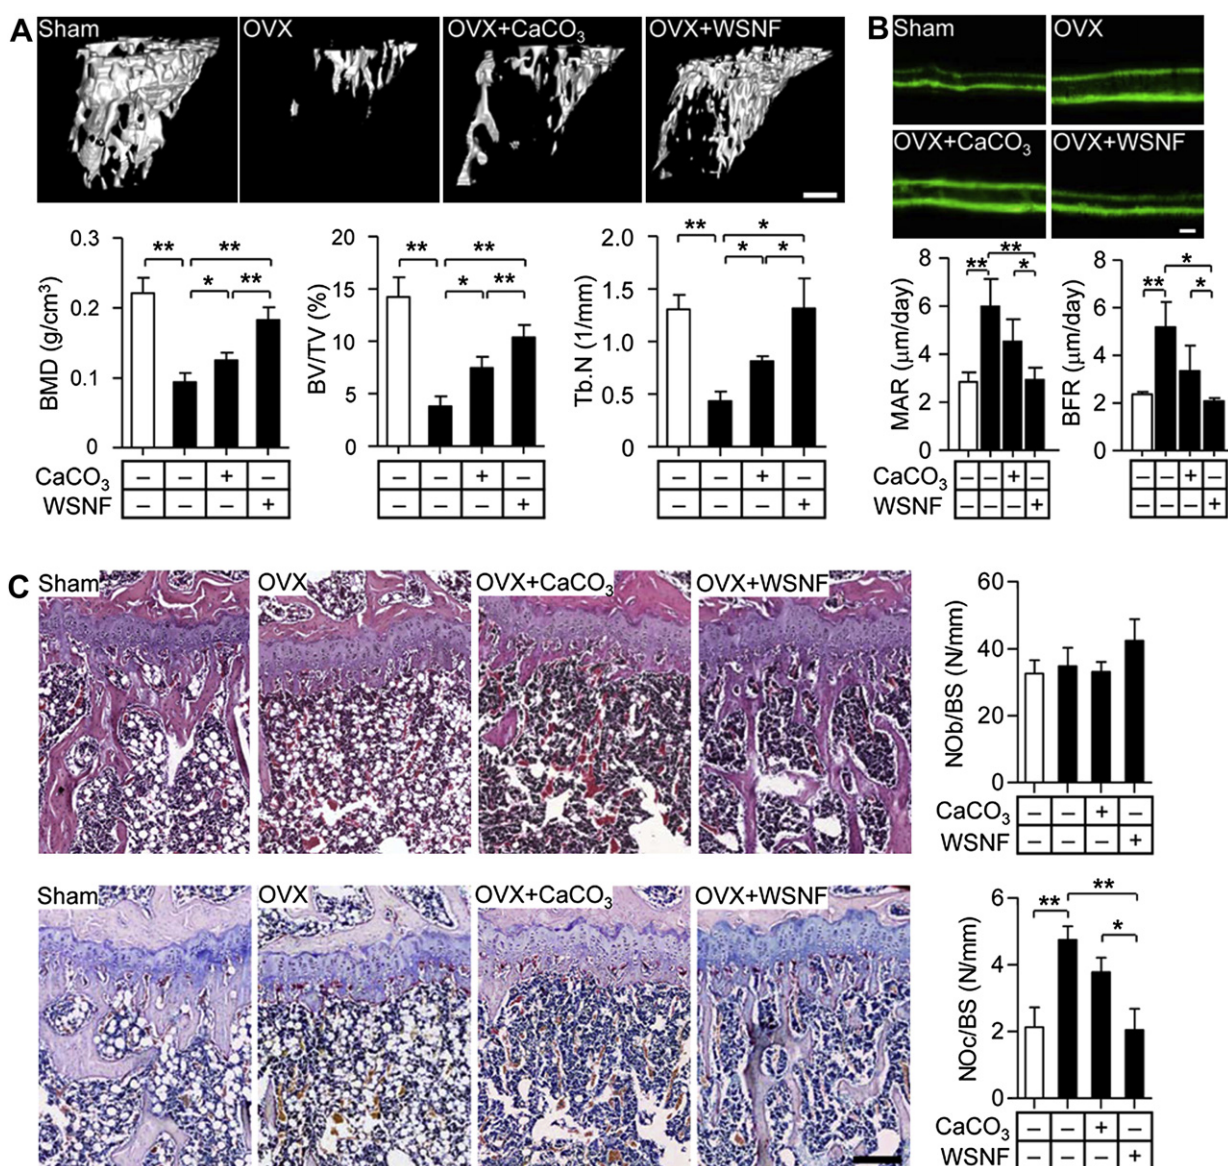 A
Sham
OVX
OVX+CaCO₃
OVX+WSNF
BMD (g/cm³)
0.3
0.2
0.1
0
** ** * **
CaCO₃ – – + –
WSNF – – – +
BV/TV (%)
20
15
10
5
0
** ** * **
– – + –
– – – +
Tb.N (1/mm)
2.0
1.5
1.0
0.5
0
** * * *
– – + –
– – – +
B
Sham
OVX
OVX+CaCO₃
OVX+WSNF
MAR (μm/day)
8
6
4
2
0
** ** *
CaCO₃ – – + –
WSNF – – – +
BFR (μm/day)
8
6
4
2
0
** * *
– – + –
– – – +
C
Sham
OVX
OVX+CaCO₃
OVX+WSNF
NOb/BS (N/mm)
60
40
20
0
CaCO₃ – – + –
WSNF – – – +
Sham
OVX
OVX+CaCO₃
OVX+WSNF
NOc/BS (N/mm)
6
4
2
0
** ** *
CaCO₃ – – + –
WSNF – – – +